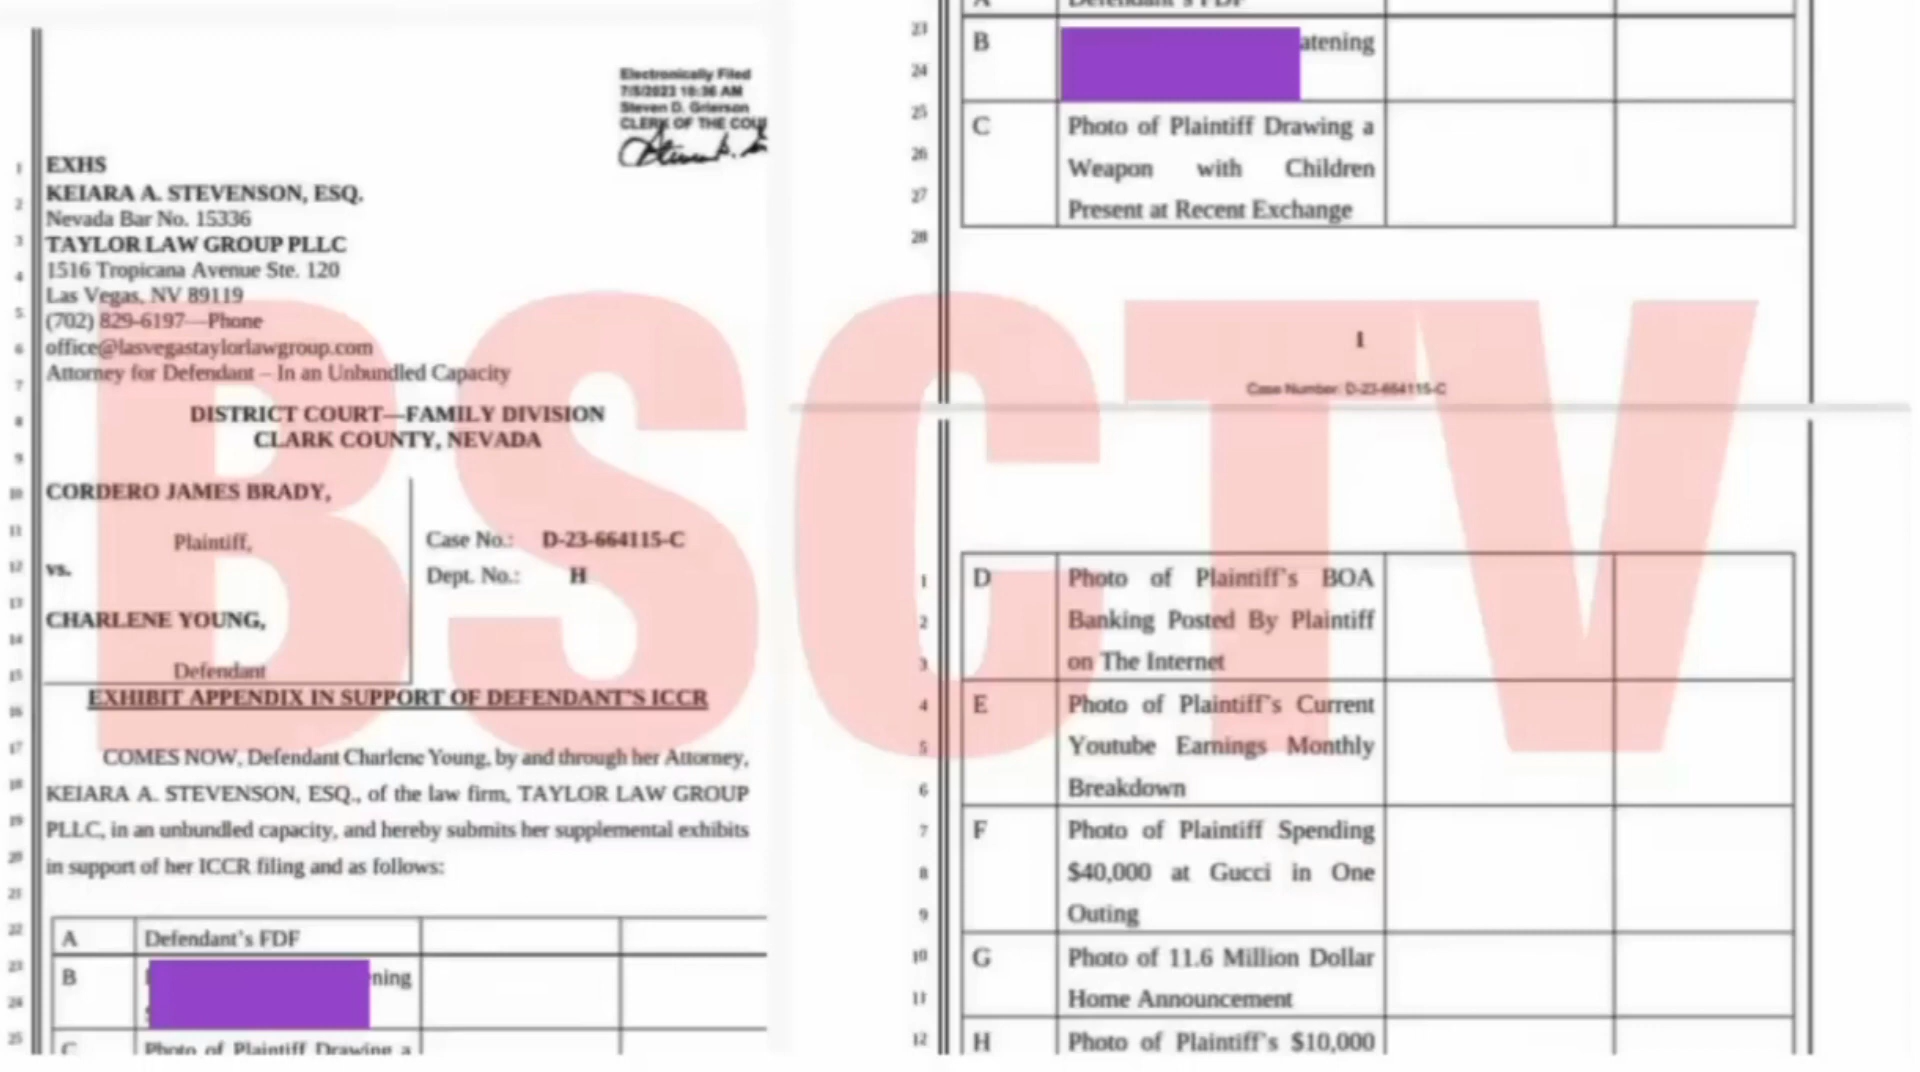 Electronically Filed
7/5/2023 10:36 AM
Steven D. Grierson
CLERK OF THE COU
1 EXHS
2 KEIARA A. STEVENSON, ESQ.
Nevada Bar No. 15336
3 TAYLOR LAW GROUP PLLC
4 1516 Tropicana Avenue Ste. 120
Las Vegas, NV 89119
5 (702) 829-6197—Phone
6 office@lasvegastaylorlawgroup.com
7 Attorney for Defendant – In an Unbundled Capacity
8 DISTRICT COURT—FAMILY DIVISION
9 CLARK COUNTY, NEVADA
10 CORDERO JAMES BRADY,
11 Plaintiff,
12 vs.
13 CHARLENE YOUNG,
14
15 Defendant
Case No.: D-23-664115-C
Dept. No.: H
16 EXHIBIT APPENDIX IN SUPPORT OF DEFENDANT'S ICCR
17 COMES NOW, Defendant Charlene Young, by and through her Attorney,
18 KEIARA A. STEVENSON, ESQ., of the law firm, TAYLOR LAW GROUP
19 PLLC, in an unbundled capacity, and hereby submits her supplemental exhibits
20 in support of her ICCR filing and as follows:
21
22 A Defendant's FDF
23 B ning
24
25 C Photo of Plaintiff Drawing a
A Defendant's FDF
23 B atening
24
25 C Photo of Plaintiff Drawing a
26 Weapon with Children
27 Present at Recent Exchange
28
1
Case Number: D-23-664115-C
1 D Photo of Plaintiff's BOA
2 Banking Posted By Plaintiff
3 on The Internet
4 E Photo of Plaintiff's Current
5 Youtube Earnings Monthly
6 Breakdown
7 F Photo of Plaintiff Spending
8 $40,000 at Gucci in One
9 Outing
10 G Photo of 11.6 Million Dollar
11 Home Announcement
12 H Photo of Plaintiff's $10,000
BSCTV